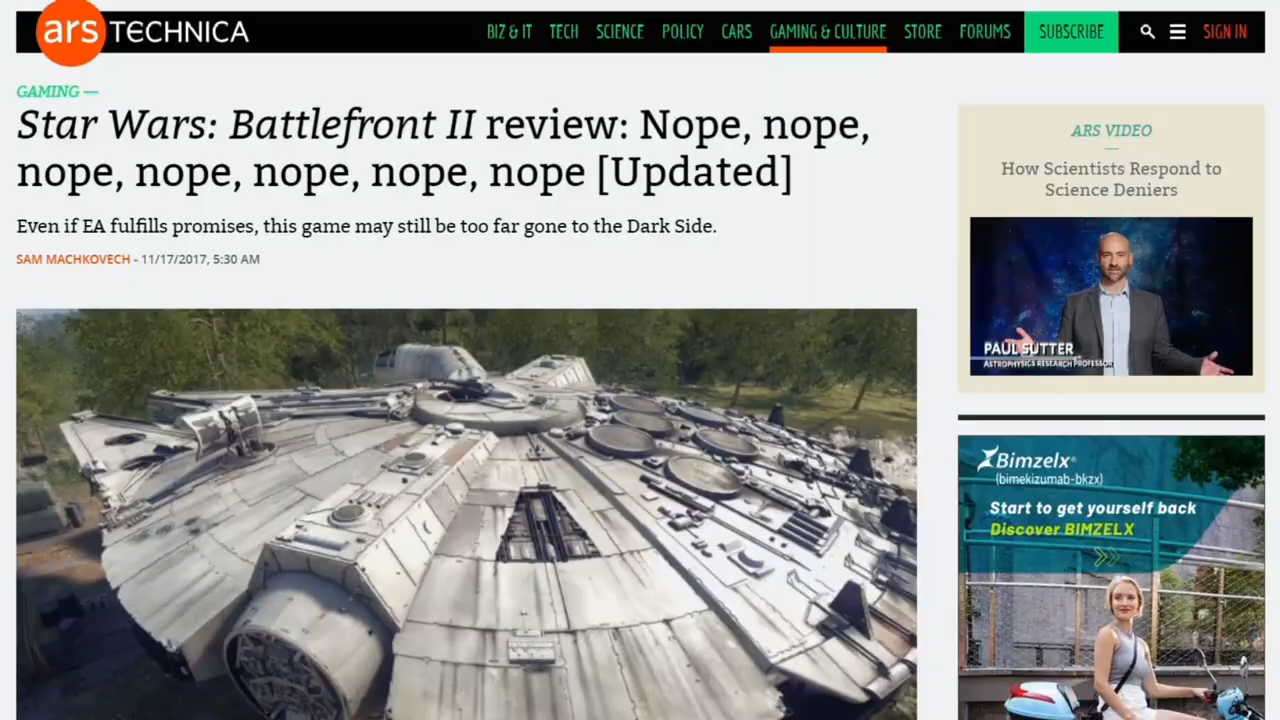 ars TECHNICA
BIZ & IT TECH SCIENCE POLICY CARS GAMING & CULTURE STORE FORUMS SUBSCRIBE SIGN IN
GAMING —
Star Wars: Battlefront II review: Nope, nope,
nope, nope, nope, nope, nope [Updated]
Even if EA fulfills promises, this game may still be too far gone to the Dark Side.
SAM MACHKOVECH - 11/17/2017, 5:30 AM
ARS VIDEO
How Scientists Respond to
Science Deniers
PAUL SUTTER
ASTROPHYSICS RESEARCH PROFESSOR
Bimzelx®
(bimekizumab-bkzx)
Start to get yourself back
Discover BIMZELX